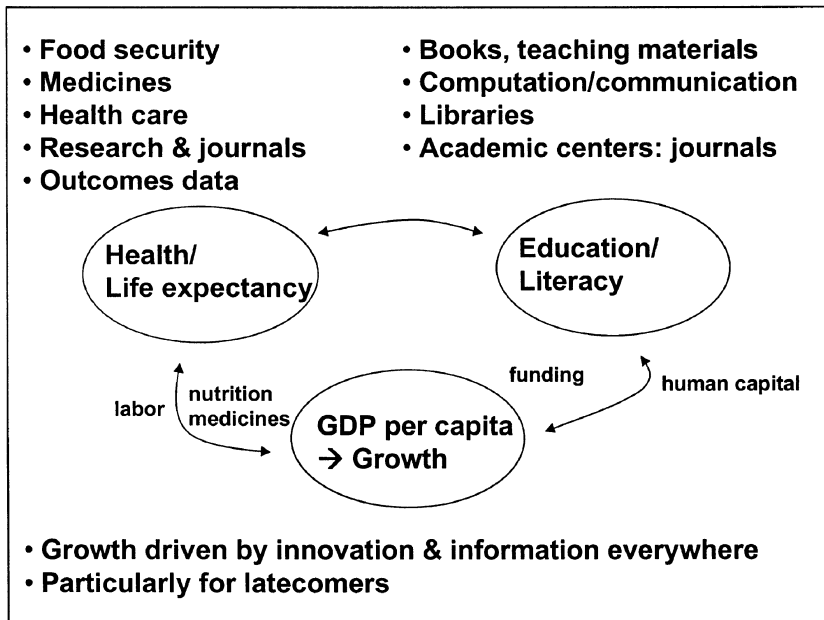 • Food security
• Medicines
• Health care
• Research & journals
• Outcomes data
• Books, teaching materials
• Computation/communication
• Libraries
• Academic centers: journals
Health/
Life expectancy
Education/
Literacy
labor
nutrition
medicines
funding
human capital
GDP per capita
→ Growth
• Growth driven by innovation & information everywhere
• Particularly for latecomers